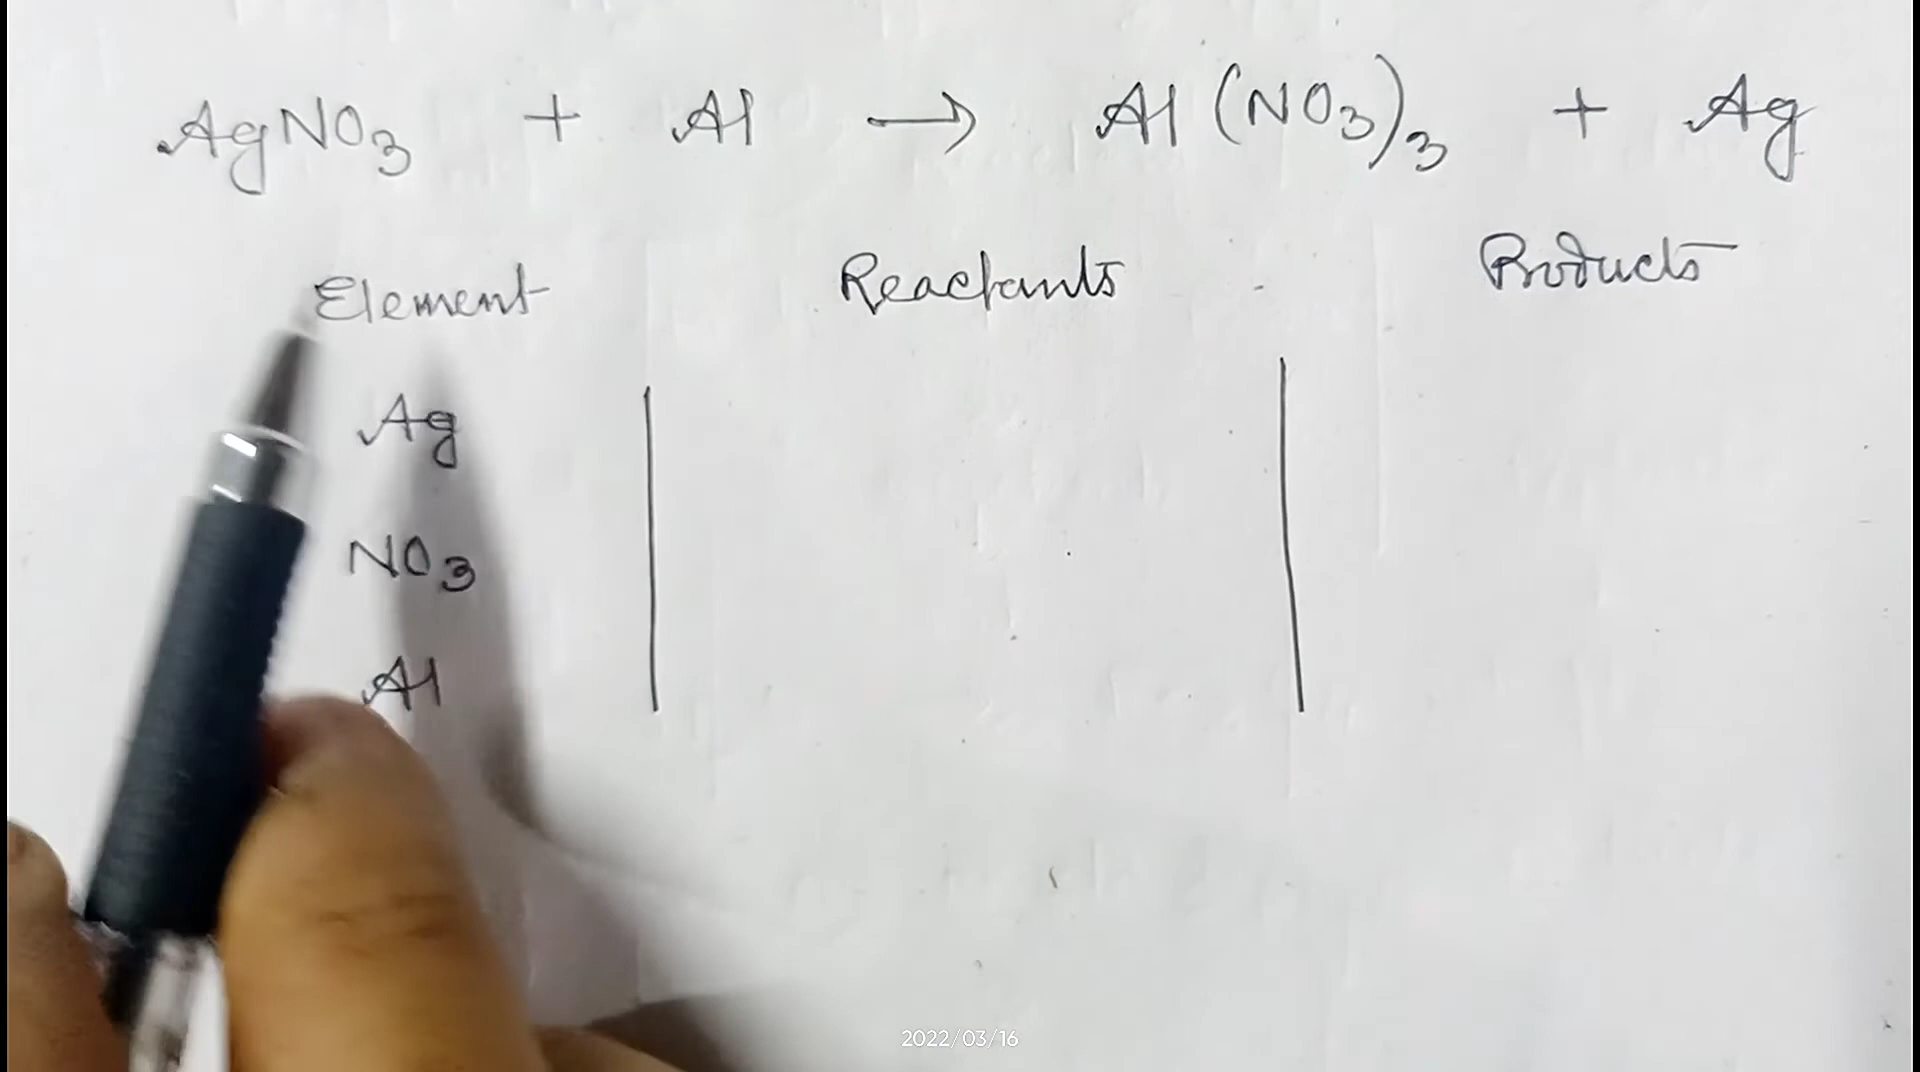 AgNO3 + Al → Al (NO3)3 + Ag
Element Reactants Products
Ag
NO3
Al
2022/03/16